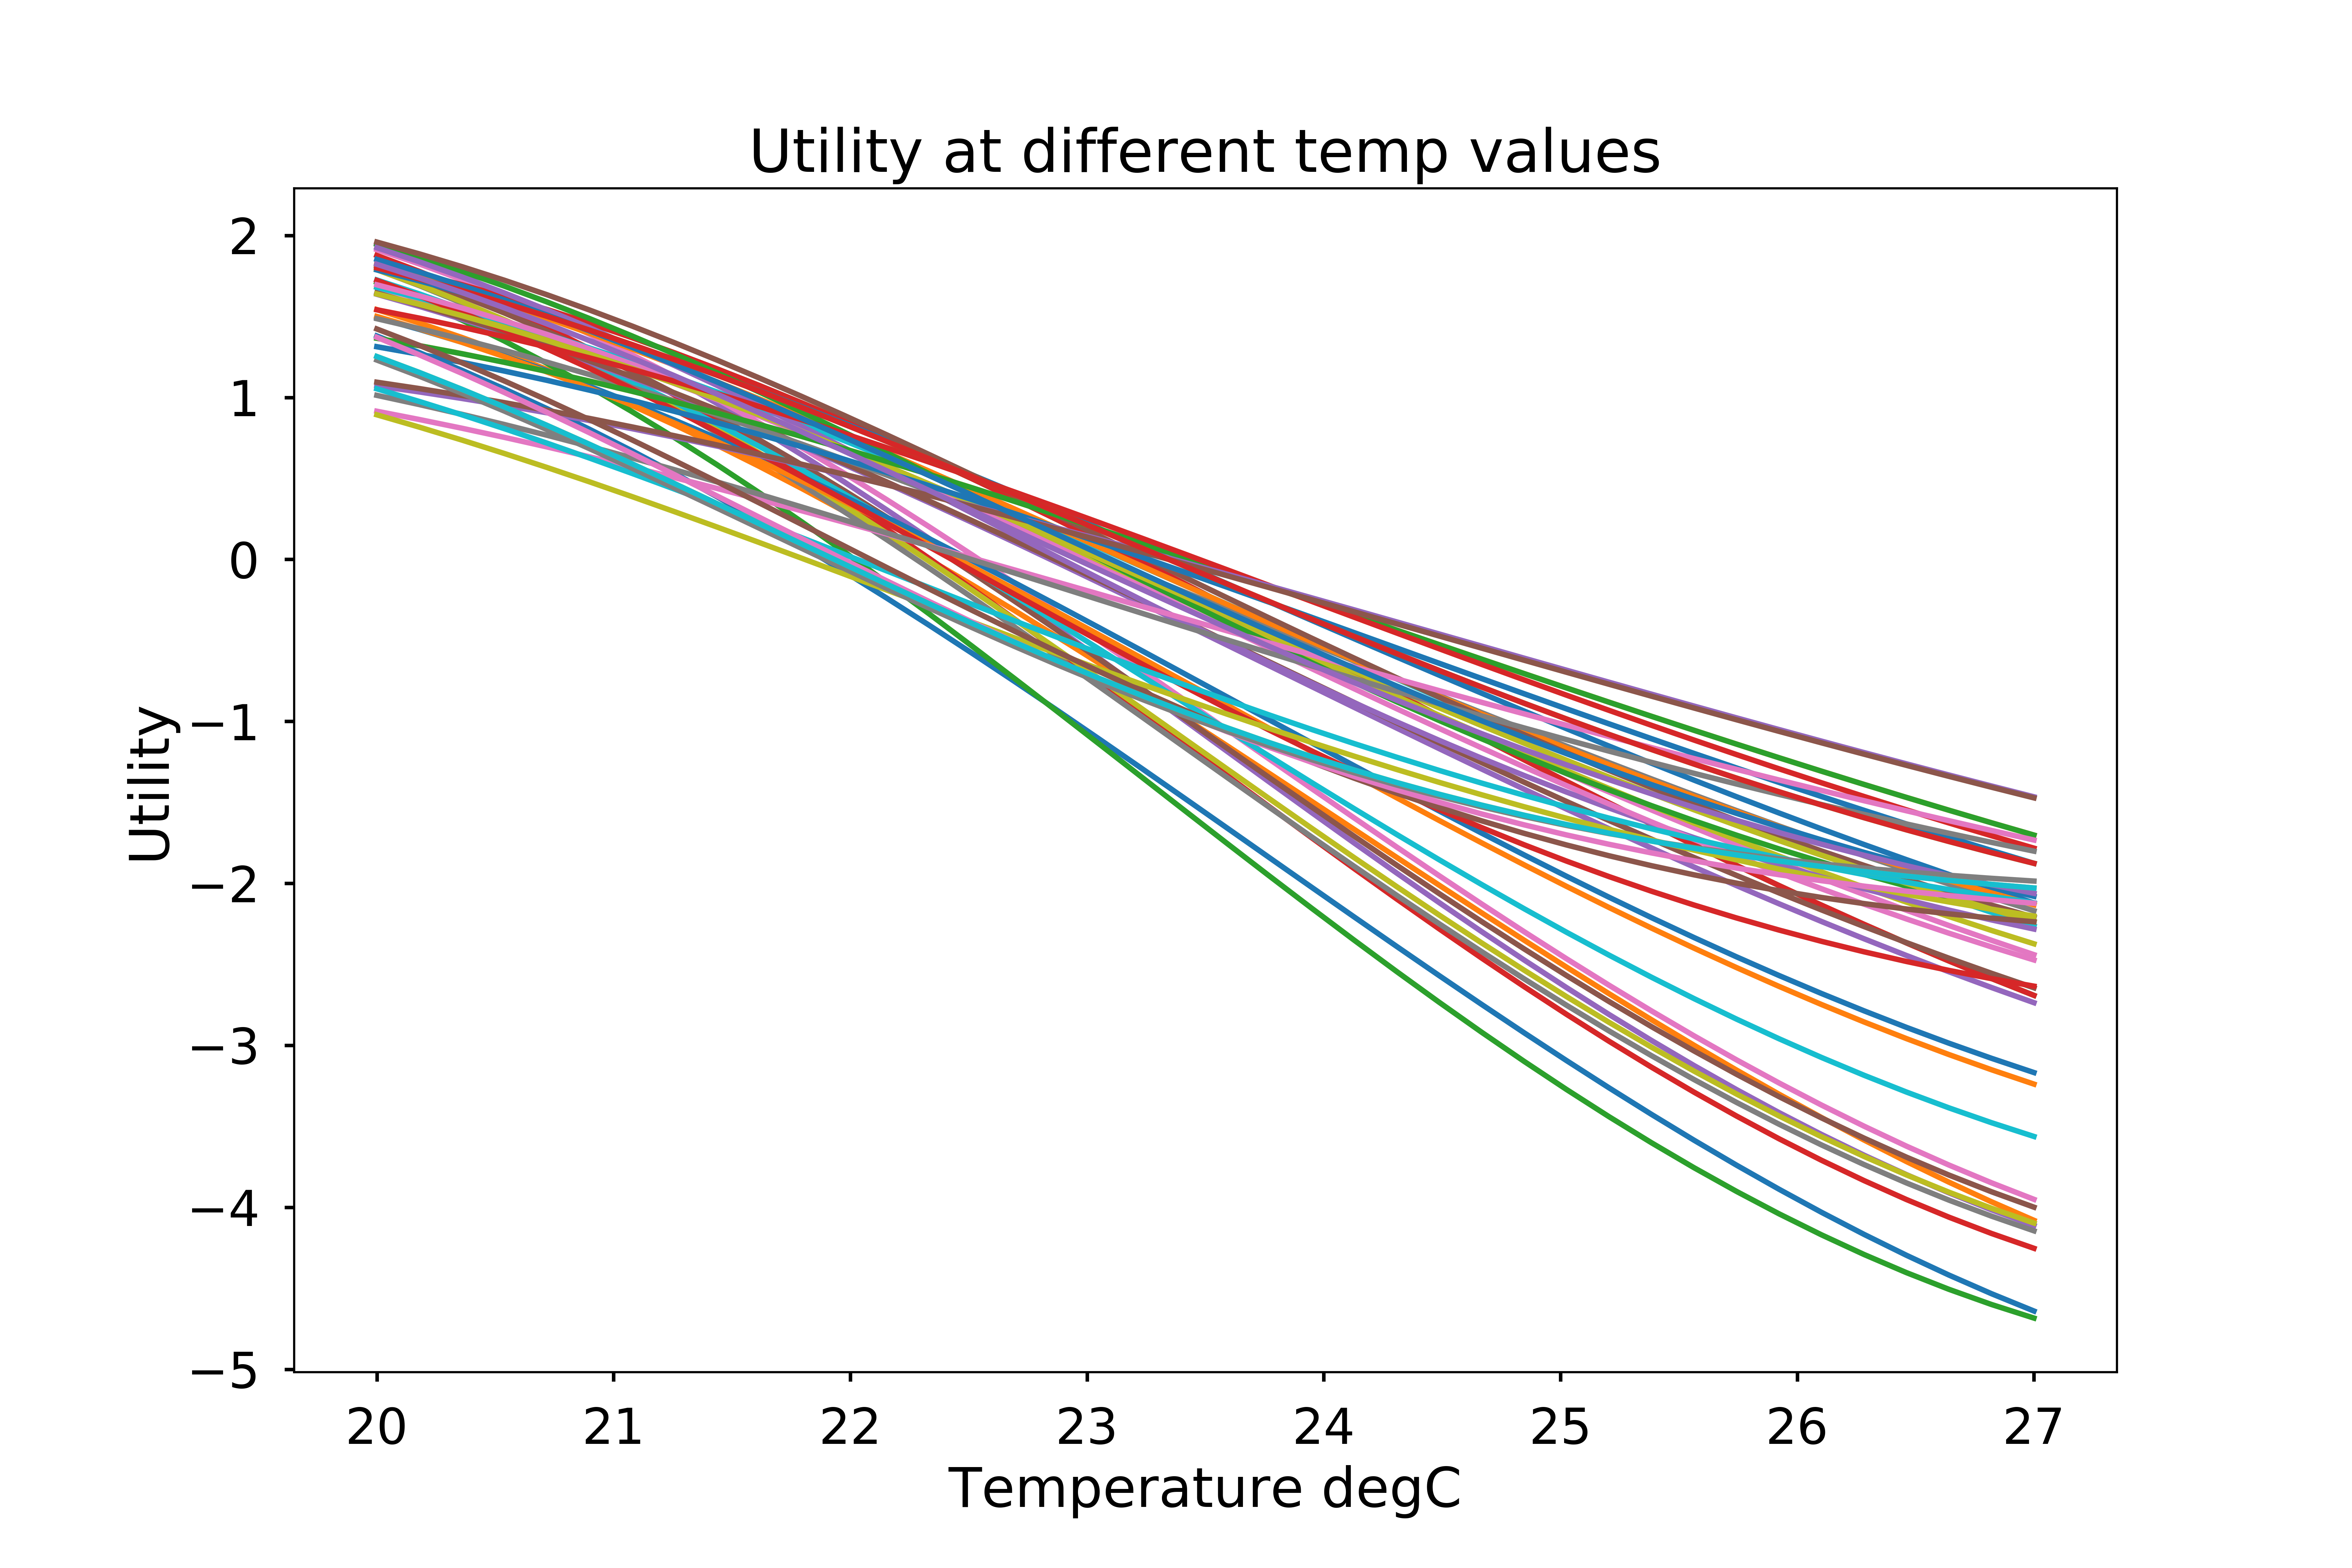 Utility at different temp values
2
1
0
−1
−2
−3
−4
−5
Utility
20 21 22 23 24 25 26 27
Temperature degC